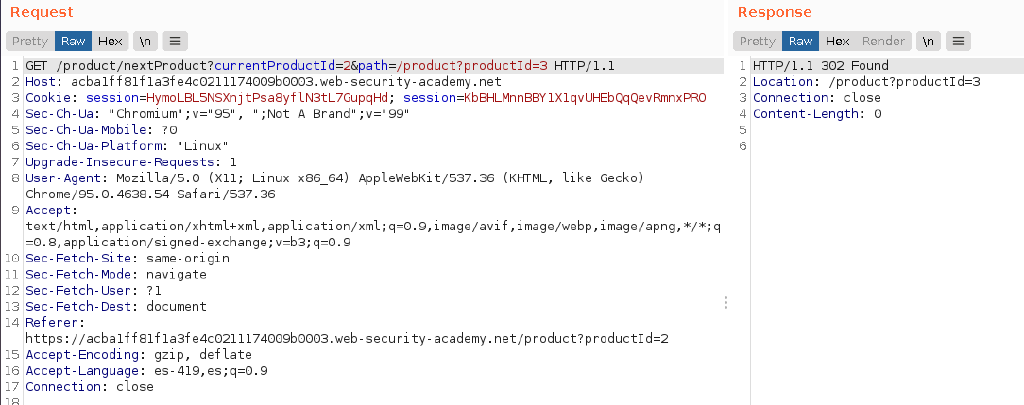 Request
Pretty Raw Hex \n
1 GET /product/nextProduct?currentProductId=2&path=/product?productId=3 HTTP/1.1
2 Host: acba1ff81f1a3fe4c0211174009b0003.web-security-academy.net
3 Cookie: session=HymoLBL5NSXnjtPsa8yflN3tL7GupqHd; session=KbBHLMnnBBY1X1qvUHEbQqQevRmnxPRO
4 Sec-Ch-Ua: "Chromium";v="95", ";Not A Brand";v="99"
5 Sec-Ch-Ua-Mobile: ?0
6 Sec-Ch-Ua-Platform: "Linux"
7 Upgrade-Insecure-Requests: 1
8 User-Agent: Mozilla/5.0 (X11; Linux x86_64) AppleWebKit/537.36 (KHTML, like Gecko)
Chrome/95.0.4638.54 Safari/537.36
9 Accept:
text/html,application/xhtml+xml,application/xml;q=0.9,image/avif,image/webp,image/apng,*/*;q
=0.8,application/signed-exchange;v=b3;q=0.9
10 Sec-Fetch-Site: same-origin
11 Sec-Fetch-Mode: navigate
12 Sec-Fetch-User: ?1
13 Sec-Fetch-Dest: document
14 Referer:
https://acba1ff81f1a3fe4c0211174009b0003.web-security-academy.net/product?productId=2
15 Accept-Encoding: gzip, deflate
16 Accept-Language: es-419,es;q=0.9
17 Connection: close
18
Response
Pretty Raw Hex Render \n
1 HTTP/1.1 302 Found
2 Location: /product?productId=3
3 Connection: close
4 Content-Length: 0
5
6